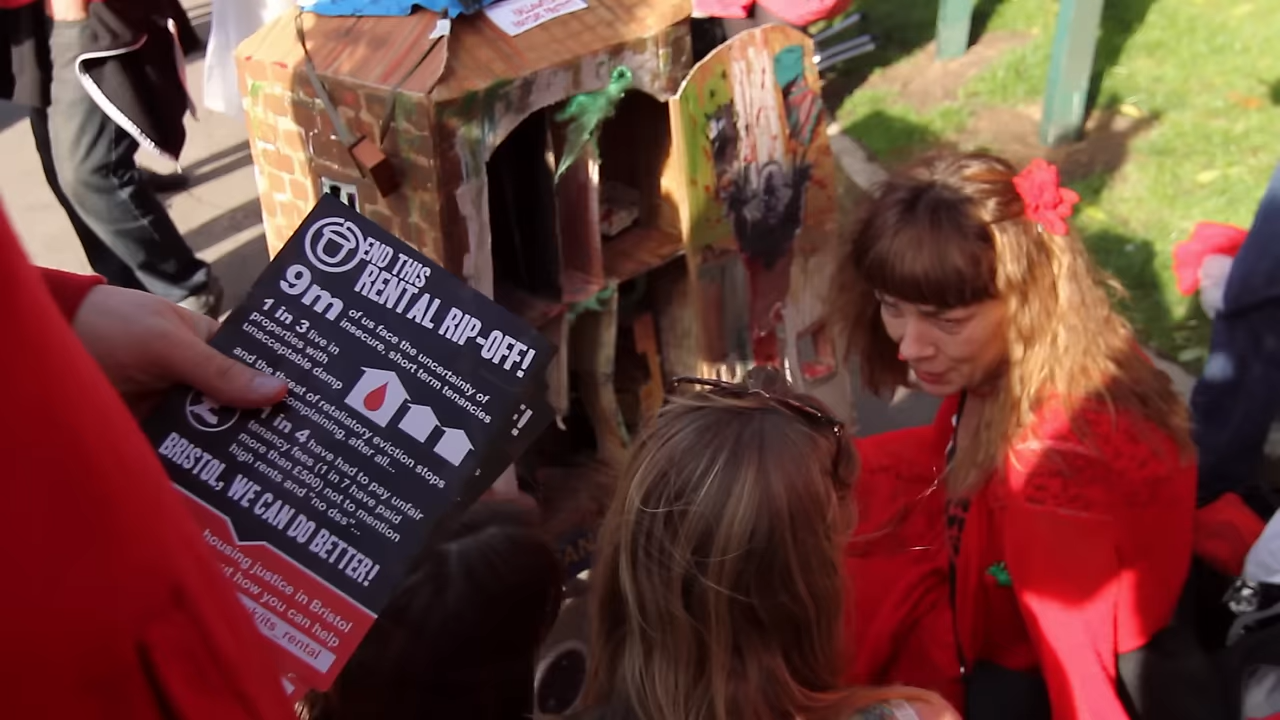 END THIS
RENTAL RIP-OFF!
9m of us face the uncertainty of
insecure, short term tenancies
1 in 3 live in
properties with
unacceptable damp
and the threat of retaliatory eviction stops
complaining, after all...
in 4 have had to pay unfair
tenancy fees (1 in 7 have paid
more than £500) not to mention
high rents and "no dss"...
BRISTOL, WE CAN DO BETTER!
housing justice in Bristol
how you can help
rental
!